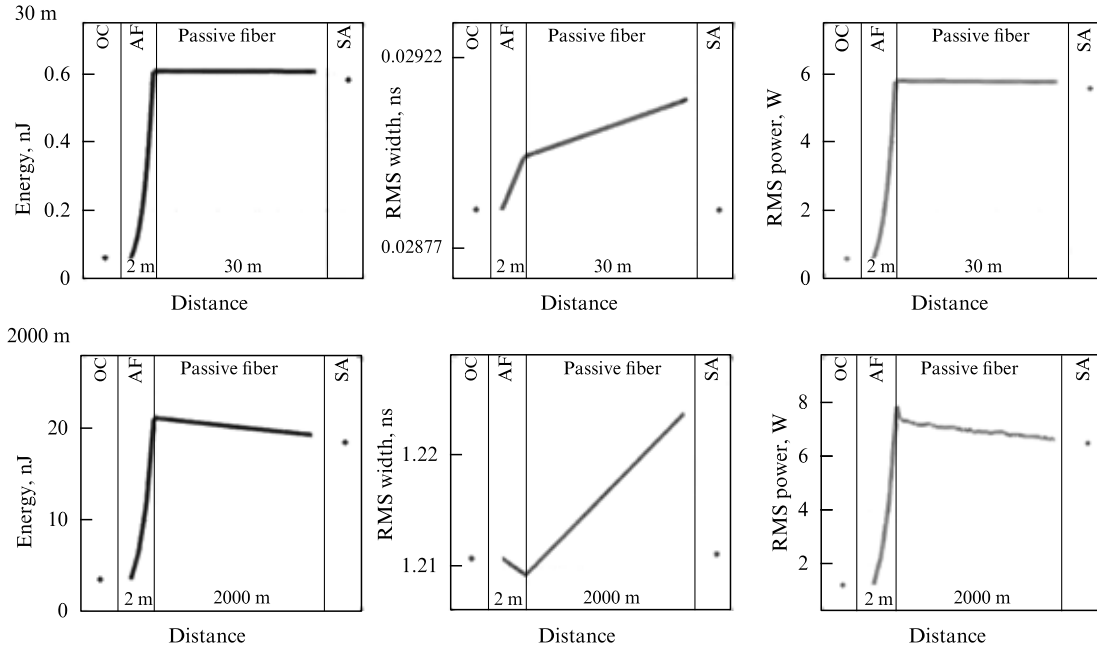 30 m
OC
AF
Passive fiber
SA
0.6
0.4
0.2
0
Energy, nJ
2 m
30 m
Distance
OC
AF
Passive fiber
SA
0.02922
0.02877
RMS width, ns
2 m
30 m
Distance
OC
AF
Passive fiber
SA
6
4
2
0
RMS power, W
2 m
30 m
Distance
2000 m
OC
AF
Passive fiber
SA
20
10
0
Energy, nJ
2 m
2000 m
Distance
OC
AF
Passive fiber
SA
1.22
1.21
RMS width, ns
2 m
2000 m
Distance
OC
AF
Passive fiber
SA
8
6
4
2
RMS power, W
2 m
2000 m
Distance